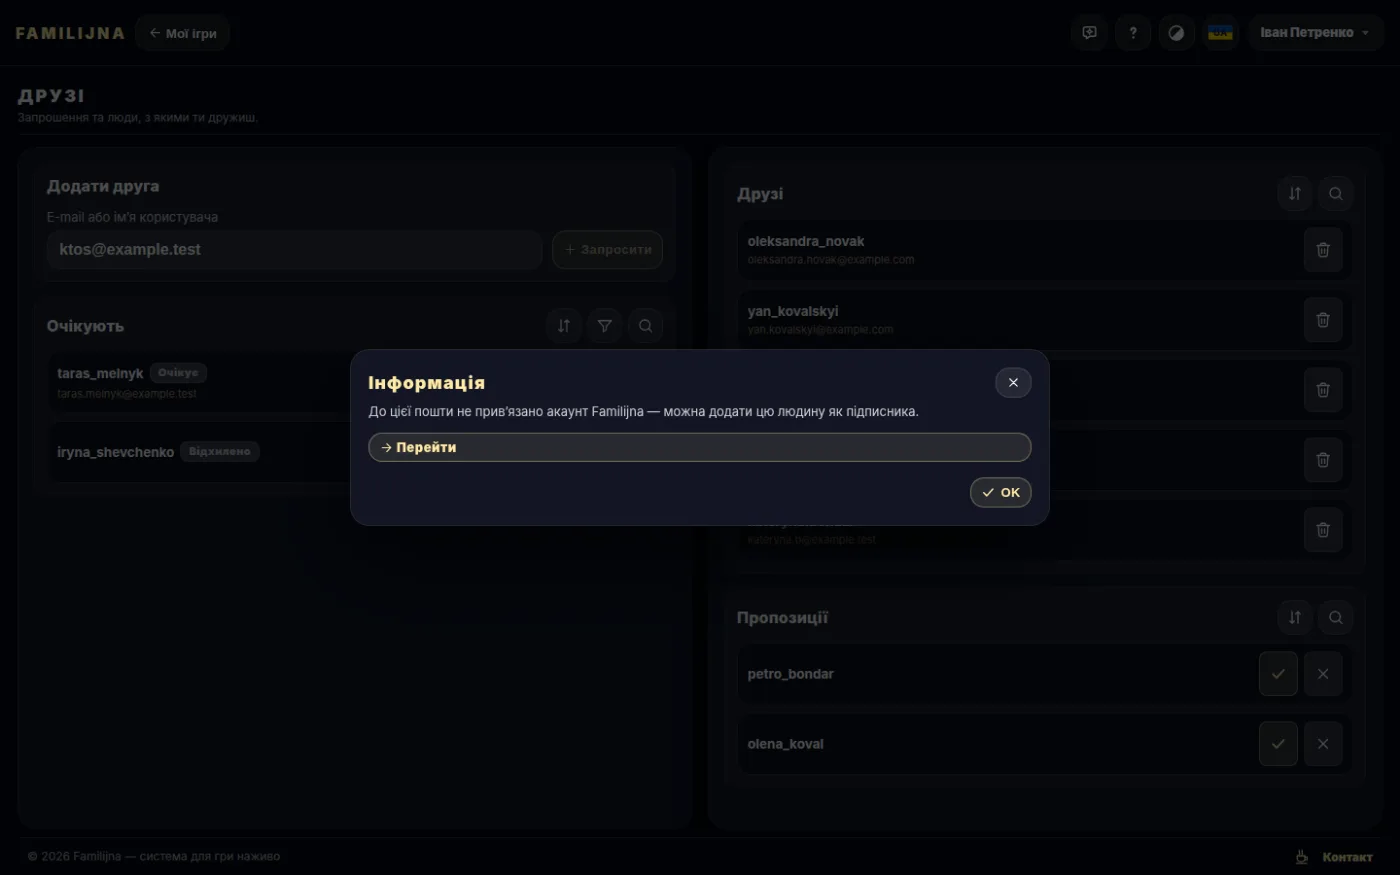 FAMILIJNA
← Мої ігри
?
Іван Петренко
ДРУЗІ
Запрошення та люди, з якими ти дружиш.
Додати друга
E-mail або ім'я користувача
ktos@example.test
+ Запросити
Очікують
taras_melnyk Очікує
taras.melnyk@example.test
iryna_shevchenko Відхилено
Друзі
oleksandra_novak
oleksandra.novak@example.com
yan_kovalskyi
yan.kovalskyi@example.com
Інформація
До цієї пошти не прив'язано акаунт Familijna — можна додати цю людину як підписника.
→ Перейти
✓ OK
kateryna.b@example.test
Пропозиції
petro_bondar
olena_koval
© 2026 Familijna — система для гри наживо
Контакт